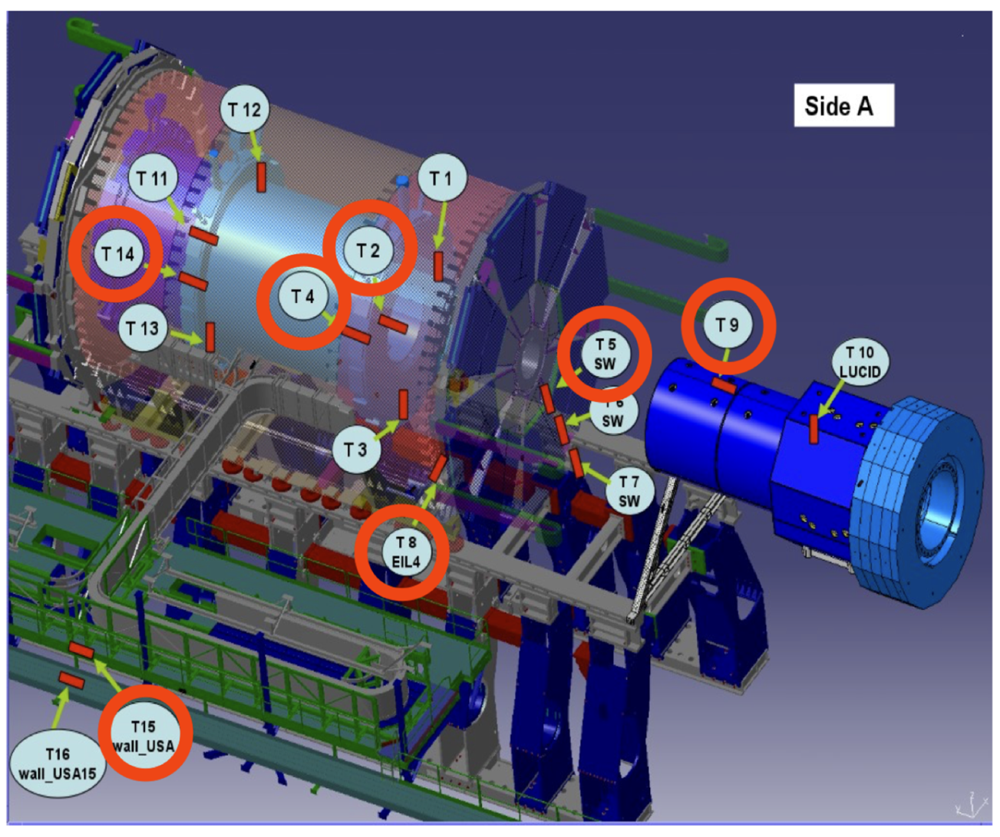 Side A
T 12
T 11
T 1
T 14
T 2
T 4
T 13
T 9
T 5
SW
T 10
LUCID
SW
T 3
T 7
SW
T 8
EIL4
T15
wall_USA
T16
wall_USA15